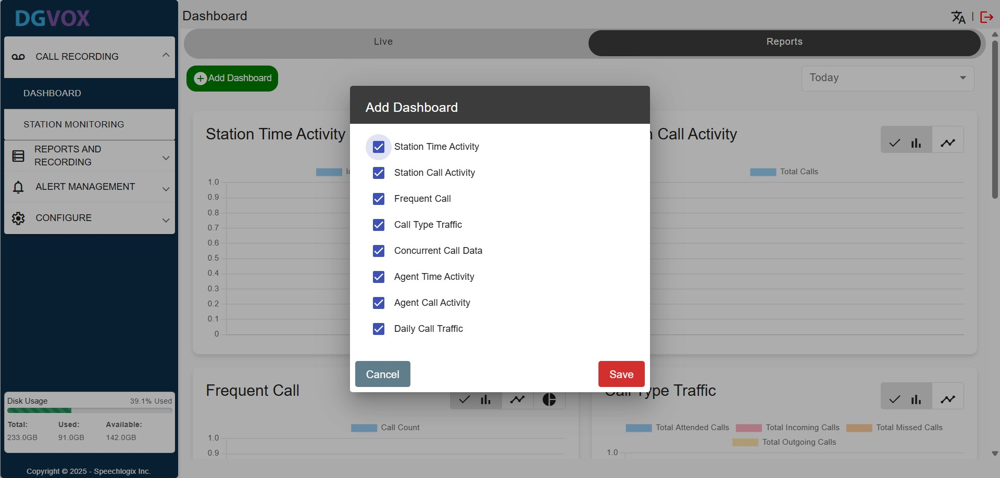 DGVOX
CALL RECORDING
DASHBOARD
STATION MONITORING
REPORTS AND
RECORDING
ALERT MANAGEMENT
CONFIGURE
Disk Usage 39.1% Used
Total: Used: Available:
233.0GB 91.0GB 142.0GB
Copyright © 2025 - Speechlogix Inc.
Dashboard
Live Reports
Add Dashboard
Today
Station Time Activity
1.0
0.9
0.8
0.7
0.6
0.5
0.4
0.3
0.2
0.1
0
Call Activity
Total Calls
Add Dashboard
Station Time Activity
Station Call Activity
Frequent Call
Call Type Traffic
Concurrent Call Data
Agent Time Activity
Agent Call Activity
Daily Call Traffic
Cancel Save
Frequent Call
Call Count
1.0
0.9
Call Type Traffic
Total Attended Calls Total Incoming Calls Total Missed Calls
Total Outgoing Calls
1.0